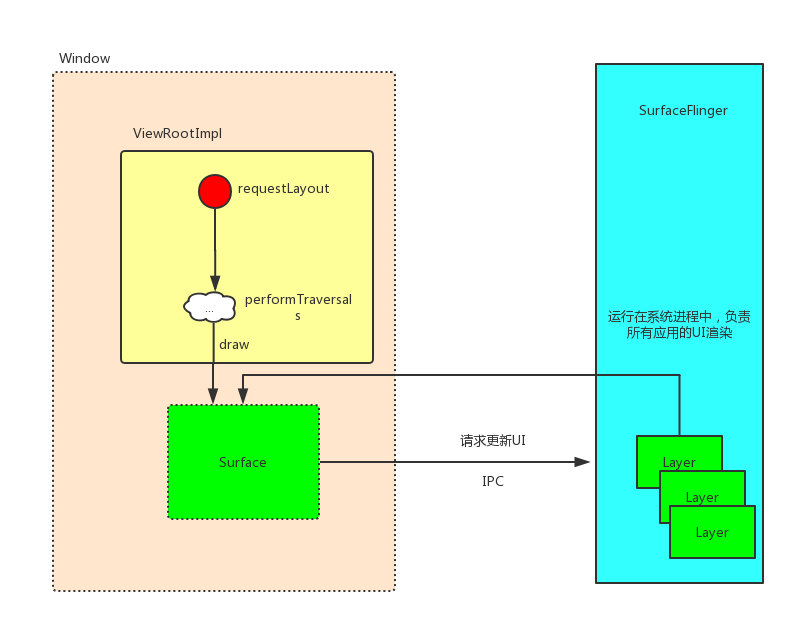 Window
ViewRootImpl
requestLayout
...
performTraversal
s
draw
Surface
请求更新UI
IPC
SurfaceFlinger
运行在系统进程中，负责
所有应用的UI渲染
Layer
Layer
Layer